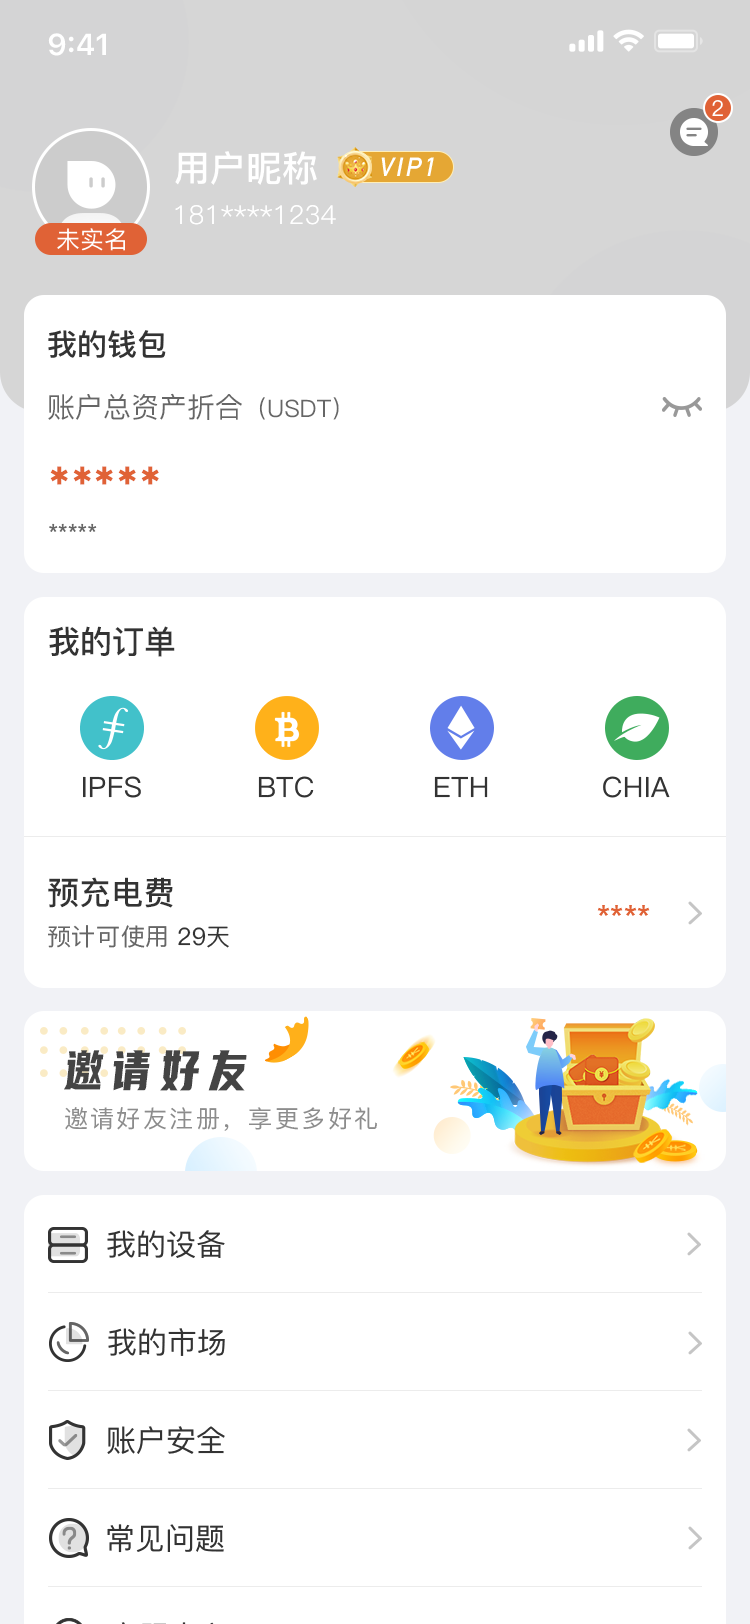 9:41
2
用户昵称 VIP1
181****1234
未实名
我的钱包
账户总资产折合（USDT）
*****
*****
我的订单
IPFS BTC ETH CHIA
预充电费
预计可使用 29天
****
邀请好友
邀请好友注册，享更多好礼
我的设备
我的市场
账户安全
常见问题